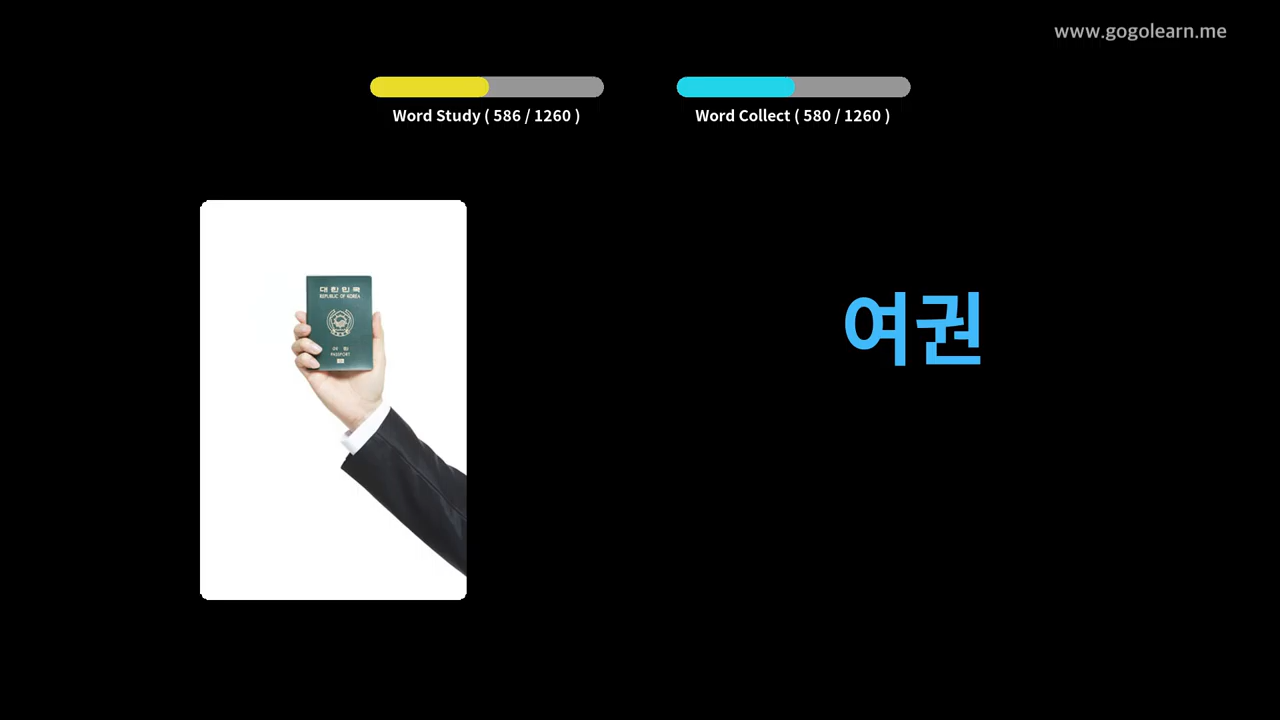 www.gogolearn.me
Word Study ( 586 / 1260 )
Word Collect ( 580 / 1260 )
대한민국
REPUBLIC OF KOREA
여권
PASSPORT
여권